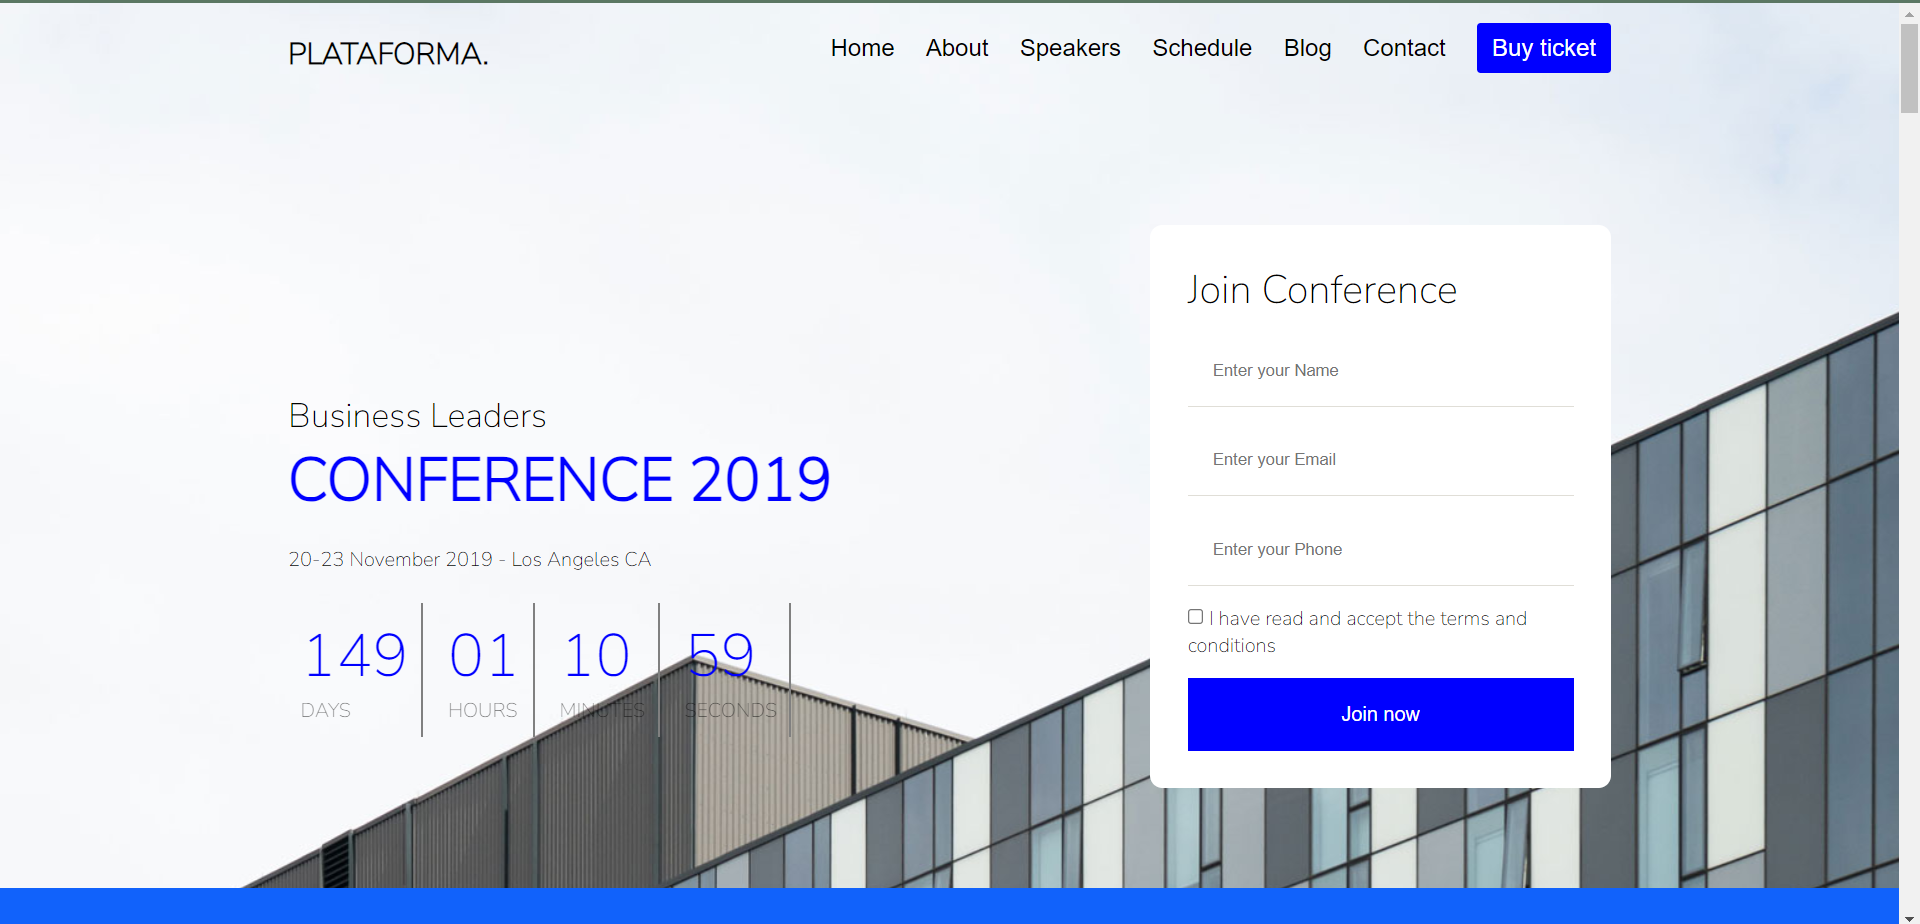 PLATAFORMA.
Home About Speakers Schedule Blog Contact Buy ticket
Business Leaders
CONFERENCE 2019
20-23 November 2019 - Los Angeles CA
149 01 10 59
DAYS HOURS MINUTES SECONDS
Join Conference
Enter your Name
Enter your Email
Enter your Phone
I have read and accept the terms and
conditions
Join now